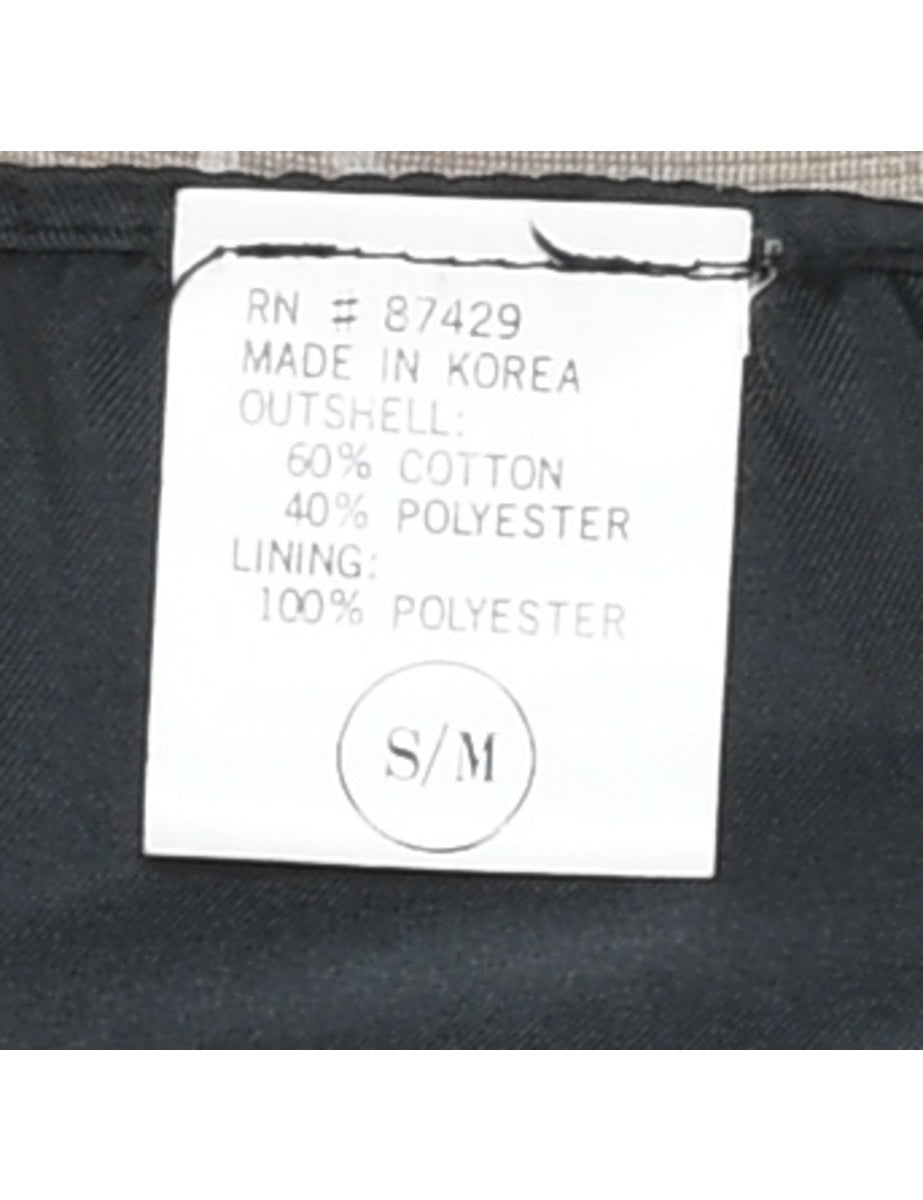 RN # 87429
MADE IN KOREA
OUTSHELL:
60% COTTON
40% POLYESTER
LINING:
100% POLYESTER
S/M